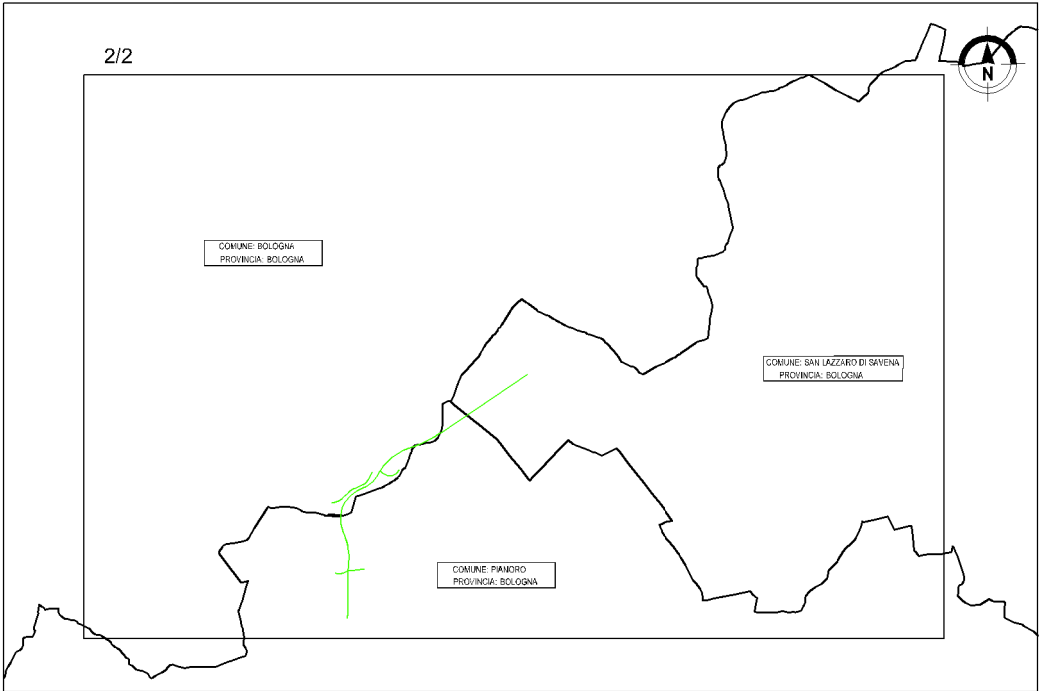 2/2
N
COMUNE: BOLOGNA
PROVINCIA: BOLOGNA
COMUNE: SAN LAZZARO DI SAVENA
PROVINCIA: BOLOGNA
COMUNE: PIANORO
PROVINCIA: BOLOGNA